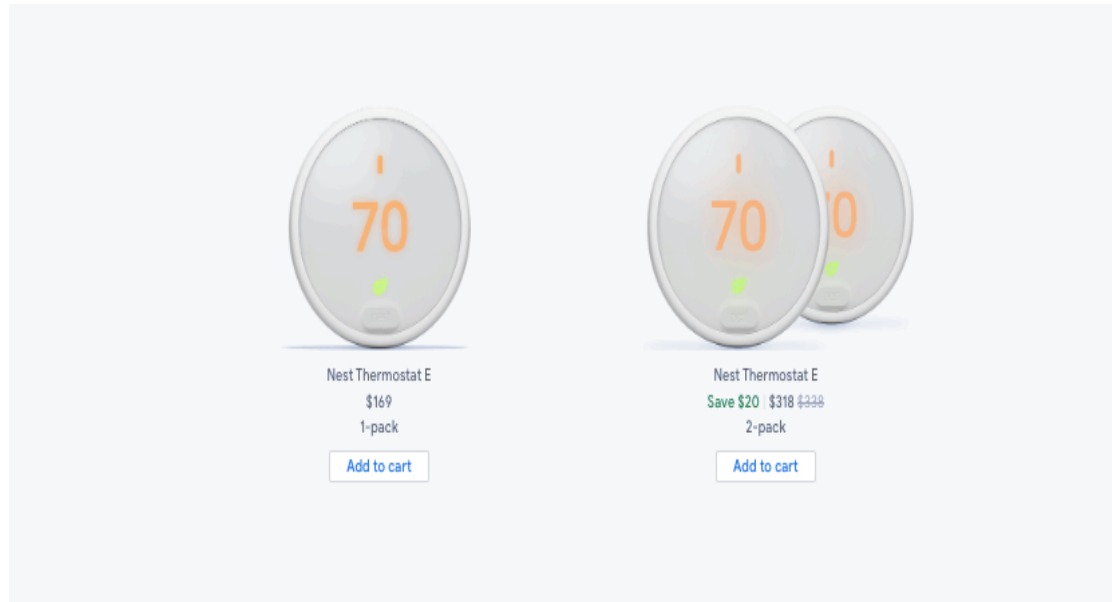 70
70
70
Nest Thermostat E
$169
1-pack
Add to cart
Nest Thermostat E
Save $20 | $318 $338
2-pack
Add to cart